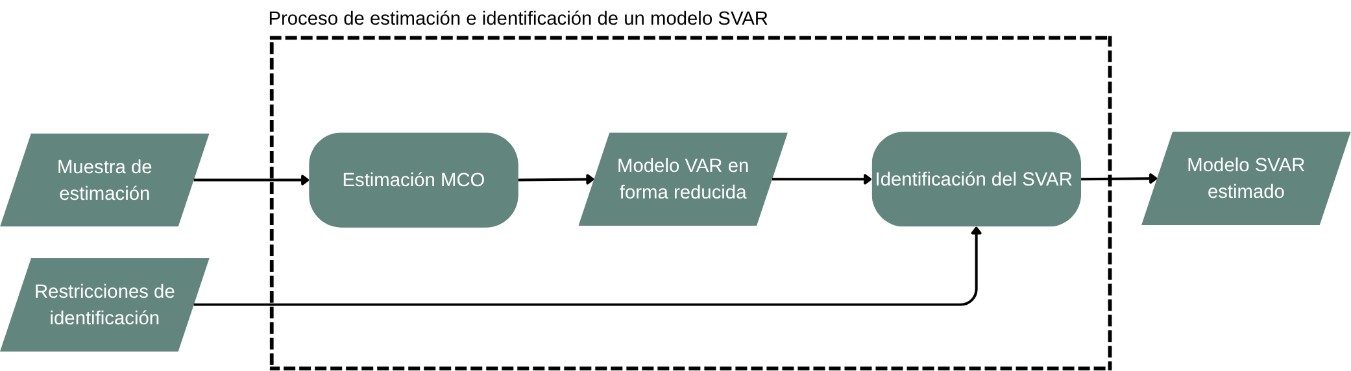 Proceso de estimación e identificación de un modelo SVAR
Muestra de
estimación
Estimación MCO
Modelo VAR en
forma reducida
Identificación del SVAR
Modelo SVAR
estimado
Restricciones de
identificación